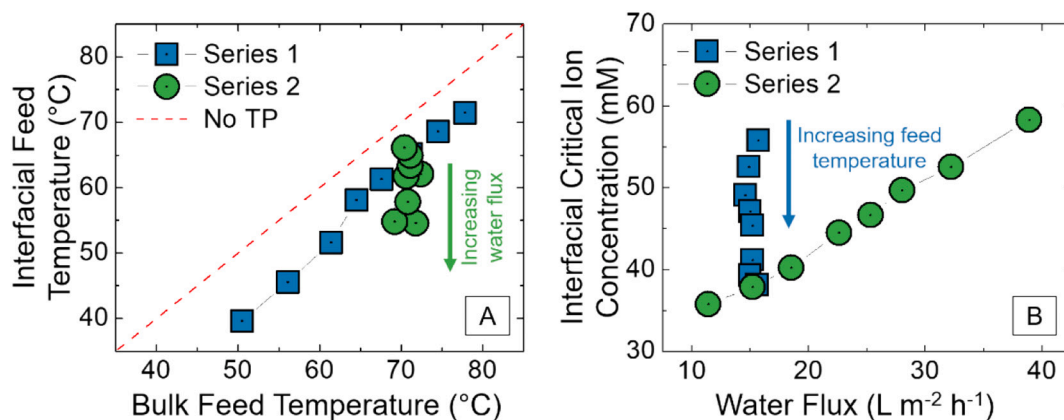 Interfacial Feed
Temperature (°C)
80
70
60
50
40
Series 1
Series 2
No TP
Increasing
water flux
A
40 50 60 70 80
Bulk Feed Temperature (°C)
Interfacial Critical Ion
Concentration (mM)
70
60
50
40
30
Series 1
Series 2
Increasing feed
temperature
B
10 20 30 40
Water Flux (L m⁻² h⁻¹)